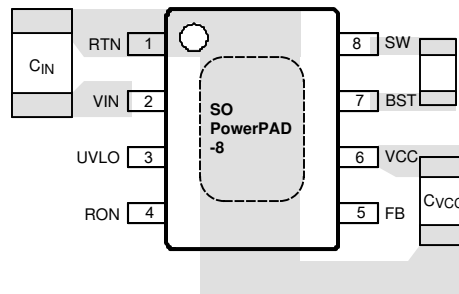 RTN 1
8 SW
CIN
VIN 2
SO
PowerPAD
-8
7 BST
UVLO 3
6 VCC
RON 4
5 FB
CVCC